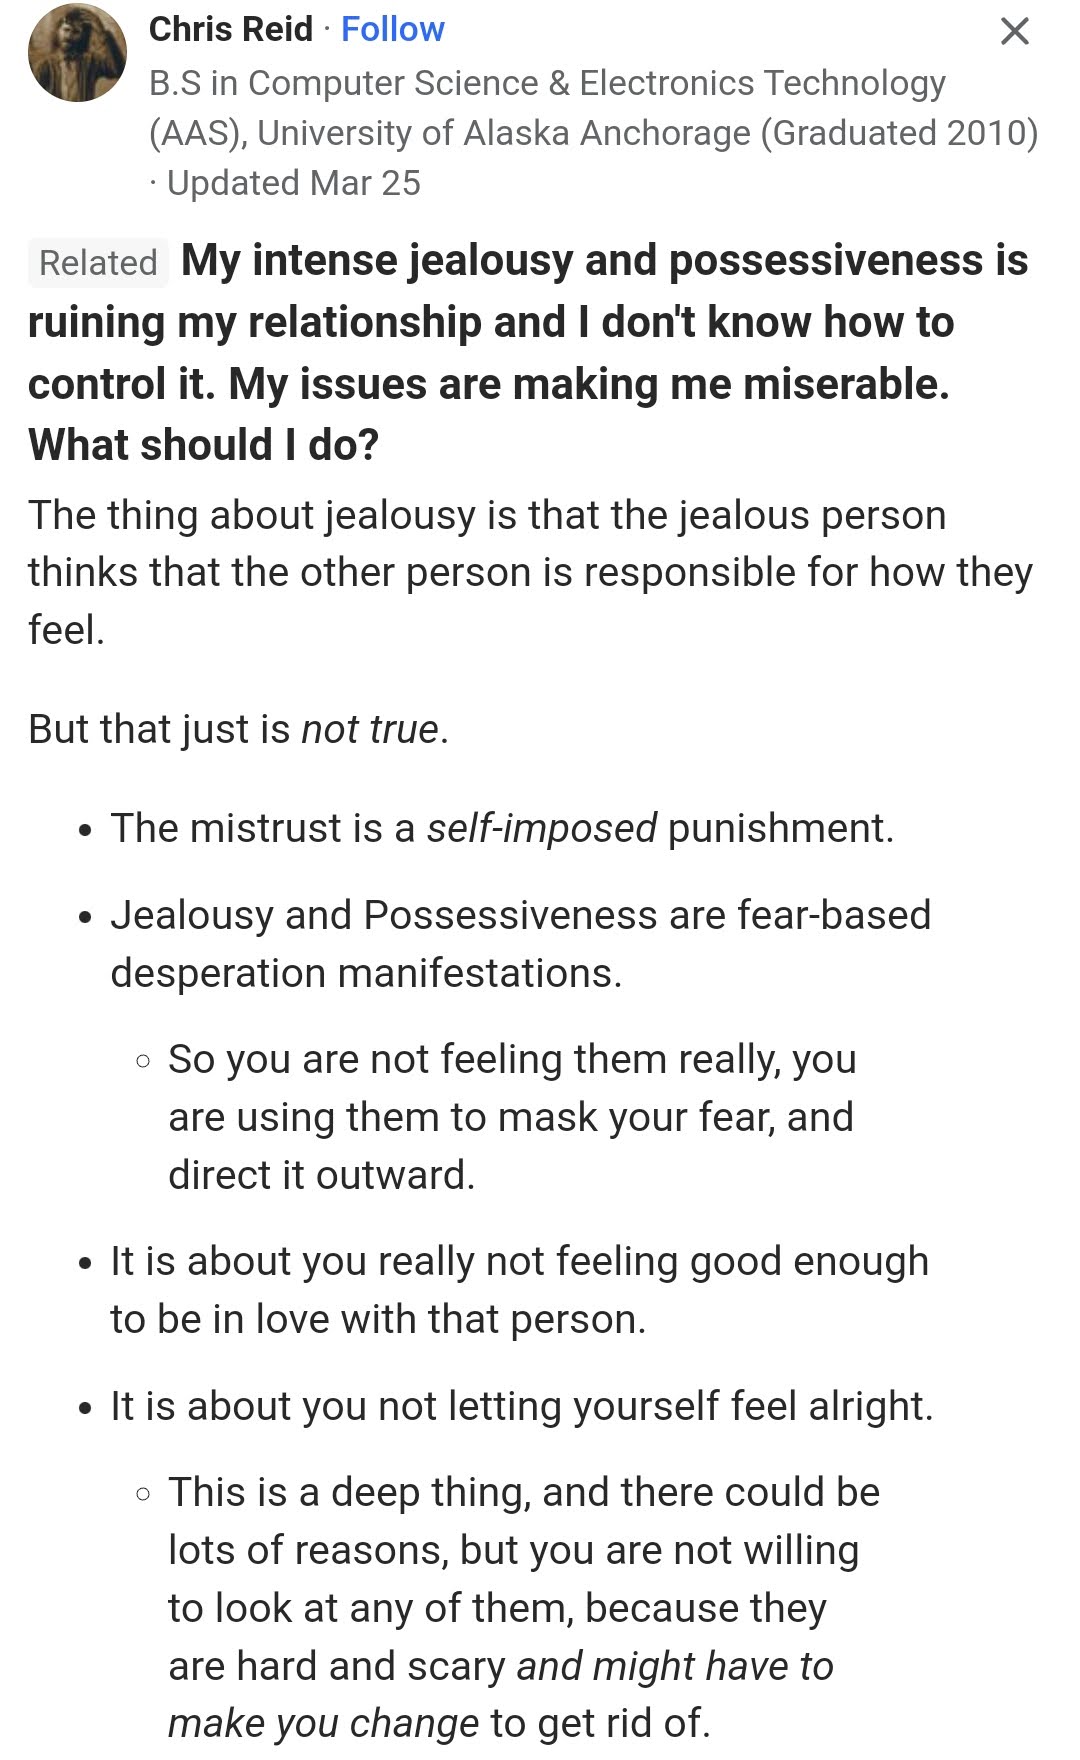 Chris Reid · Follow
B.S in Computer Science & Electronics Technology
(AAS), University of Alaska Anchorage (Graduated 2010)
· Updated Mar 25
Related My intense jealousy and possessiveness is
ruining my relationship and I don't know how to
control it. My issues are making me miserable.
What should I do?
The thing about jealousy is that the jealous person
thinks that the other person is responsible for how they
feel.
But that just is not true.
• The mistrust is a self-imposed punishment.
• Jealousy and Possessiveness are fear-based
desperation manifestations.
○ So you are not feeling them really, you
are using them to mask your fear, and
direct it outward.
• It is about you really not feeling good enough
to be in love with that person.
• It is about you not letting yourself feel alright.
○ This is a deep thing, and there could be
lots of reasons, but you are not willing
to look at any of them, because they
are hard and scary and might have to
make you change to get rid of.